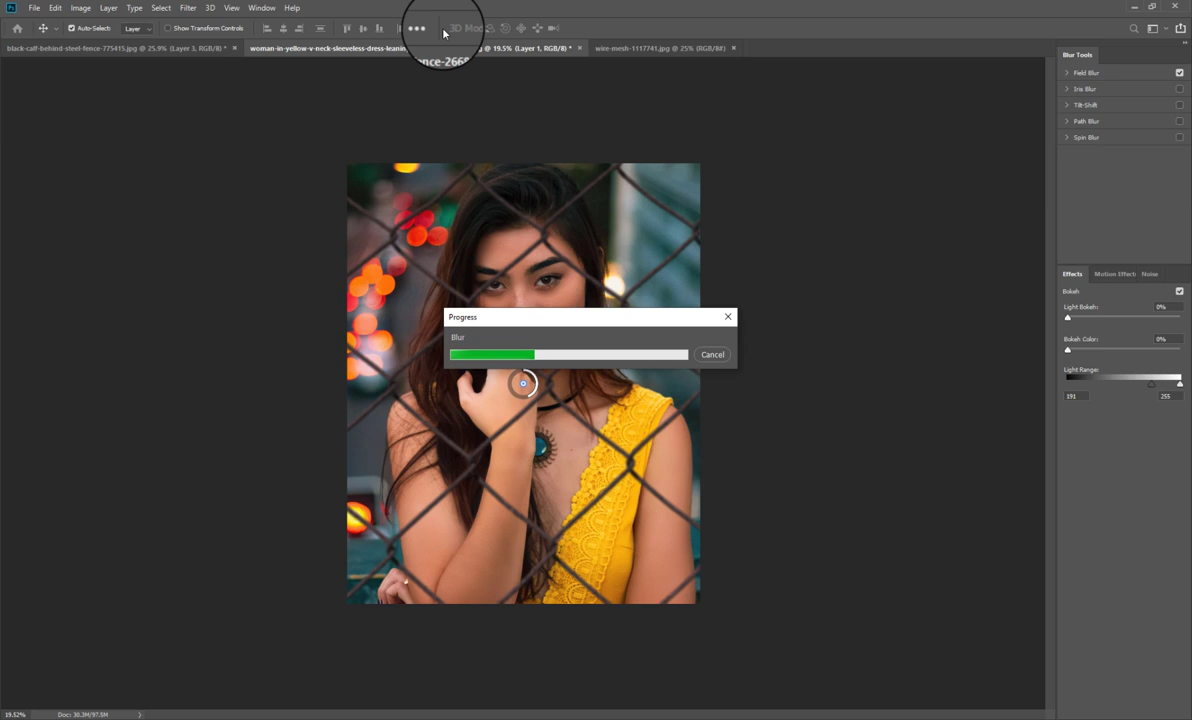 Ps File Edit Image Layer Type Select Filter 3D View Window Help
Auto-Select: Layer Show Transform Controls 3D Mod
black-calf-behind-steel-fence-775415.jpg @ 25.9% (Layer 3, RGB/8) * × woman-in-yellow-v-neck-sleeveless-dress-leanin @ 19.5% (Layer 1, RGB/8) * × wire-mesh-1117741.jpg @ 25% (RGB/8#) ×
nce-2668
Blur Tools
Field Blur
Iris Blur
Tilt-Shift
Path Blur
Spin Blur
Progress
Blur
Cancel
Effects Motion Effect Noise
Bokeh
Light Bokeh: 0%
Bokeh Color: 0%
Light Range:
191 255
19.52% Doc: 30.3M/97.5M